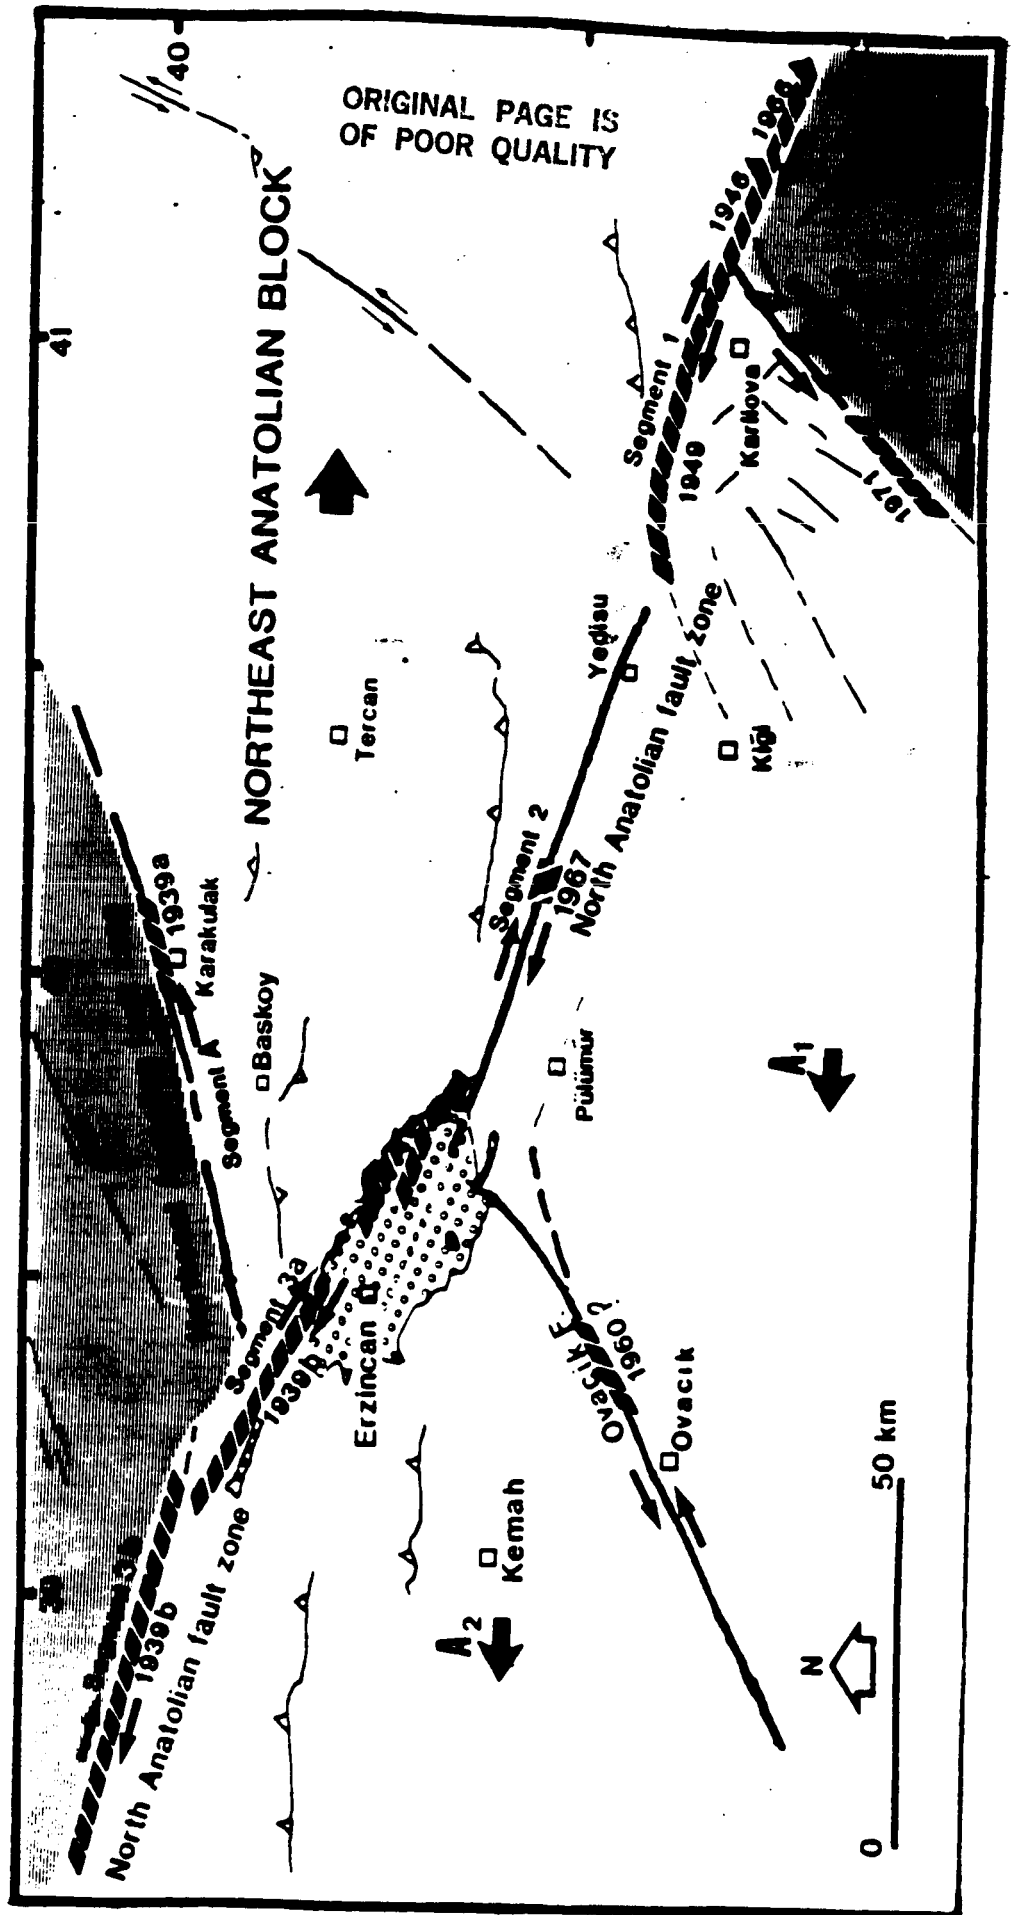 ORIGINAL PAGE IS
OF POOR QUALITY
40
41
39
NORTHEAST ANATOLIAN BLOCK
1939b
North Anatolian fault zone
Segment 3a
1939b
Erzincan
Segment A
1939a
Karakulak
Baskoy
Tercan
Kemah
A2
Ovacik F.
1960?
Ovacik
Pülümür
A1
Segment 2
1967
North Anatolian fault zone
Yedisu
Kiği
Segment 1
1949
Karliova
1946
1966
1971
N
0
50 km